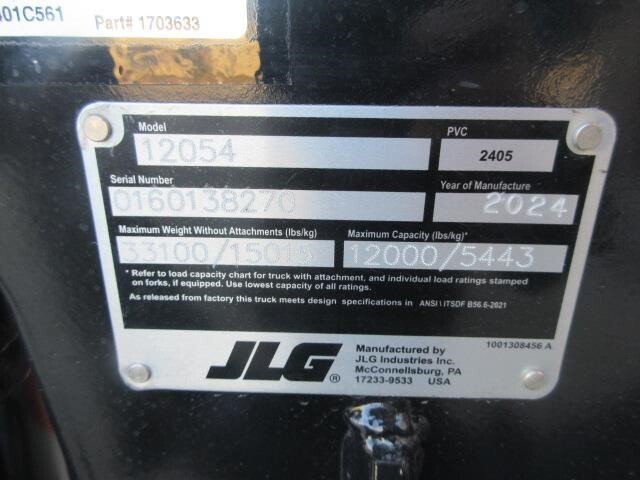 01C561 Part# 1703633
Model
PVC
12054
2405
Serial Number
Year of Manufacture
0160138270
2024
Maximum Weight Without Attachments (lbs/kg)
Maximum Capacity (lbs/kg)*
33100/15015
12000/5443
* Refer to load capacity chart for truck with attachment, and individual load ratings stamped
on forks, if equipped. Use lowest capacity of all ratings.
As released from factory this truck meets design specifications in ANSI \ ITSDF B56.6-2021
JLG®
Manufactured by
JLG Industries Inc.
McConnellsburg, PA
17233-9533 USA
1001308456 A